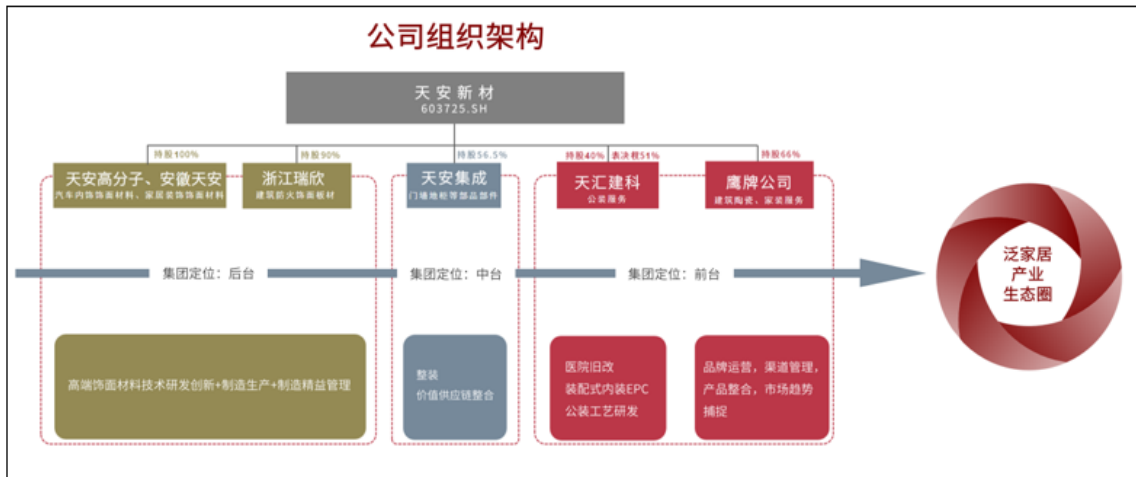 公司组织架构
天安新材
603725.SH
持股100%
持股90%
持股56.5%
持股40% 表决权51%
持股66%
天安高分子、安徽天安
汽车内饰饰面材料、家居装饰饰面材料
浙江瑞欣
建筑防火饰面板材
天安集成
门墙地柜等部品部件
天汇建科
公装服务
鹰牌公司
建筑陶瓷、家装服务
集团定位：后台
集团定位：中台
集团定位：前台
泛家居
产业
生态圈
高端饰面材料技术研发创新+制造生产+制造精益管理
整装
价值供应链整合
医院旧改
装配式内装EPC
公装工艺研发
品牌运营，渠道管理，
产品整合，市场趋势
捕捉